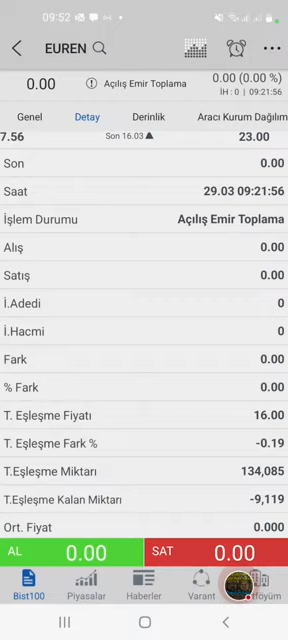 09:52
EUREN
0.00
Açılış Emir Toplama
0.00 (0.00 %)
İH : 0 | 09:21:56
Genel
Detay
Derinlik
Aracı Kurum Dağılım
7.56
Son 16.03
23.00
Son 0.00
Saat 29.03 09:21:56
İşlem Durumu Açılış Emir Toplama
Alış 0.00
Satış 0.00
İ.Adedi 0
İ.Hacmi 0
Fark 0.00
% Fark 0.00
T. Eşleşme Fiyatı 16.00
T. Eşleşme Fark % -0.19
T.Eşleşme Miktarı 134,085
T.Eşleşme Kalan Miktarı -9,119
Ort. Fiyat 0.000
AL 0.00 SAT 0.00
Bist100 Piyasalar Haberler Varant tföyüm